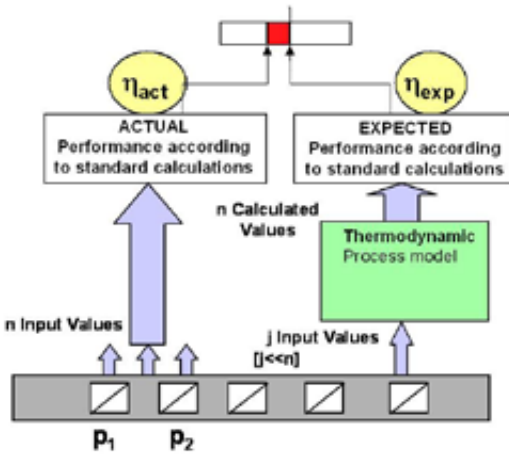 ηact
ηexp
ACTUAL
Performance according
to standard calculations
EXPECTED
Performance according
to standard calculations
n Calculated
Values
Thermodynamic
Process model
n Input Values
j Input Values
[j<<n]
p1
p2